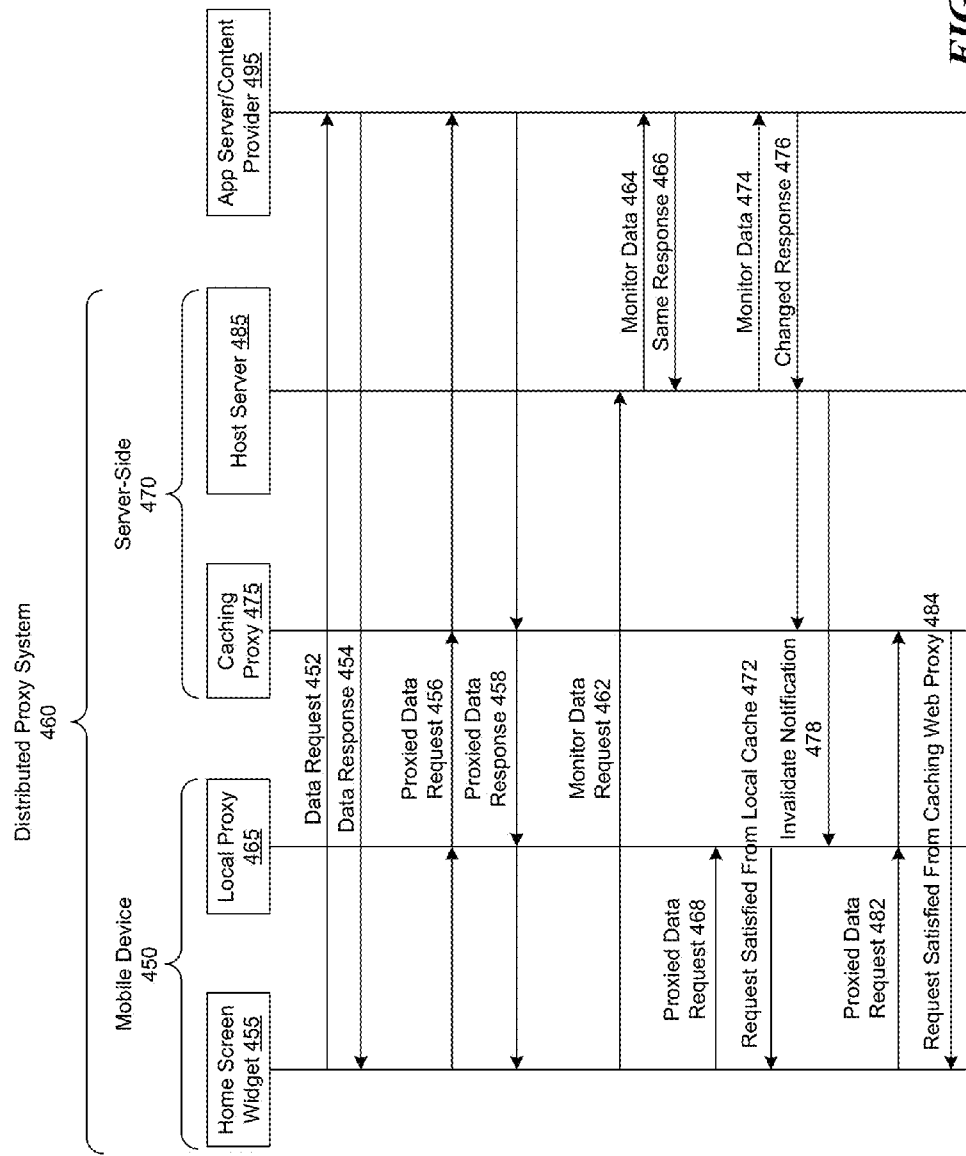 Distributed Proxy System
460
Mobile Device
450
Server-Side
470
Home Screen
Widget 455
Local Proxy
465
Caching
Proxy 475
Host Server 485
App Server/Content
Provider 495
Data Request 452
Data Response 454
Proxied Data
Request 456
Proxied Data
Response 458
Monitor Data
Request 462
Monitor Data 464
Same Response 466
Proxied Data
Request 468
Request Satisfied From Local Cache 472
Monitor Data 474
Changed Response 476
Invalidate Notification
478
Proxied Data
Request 482
Request Satisfied From Caching Web Proxy 484
FIG